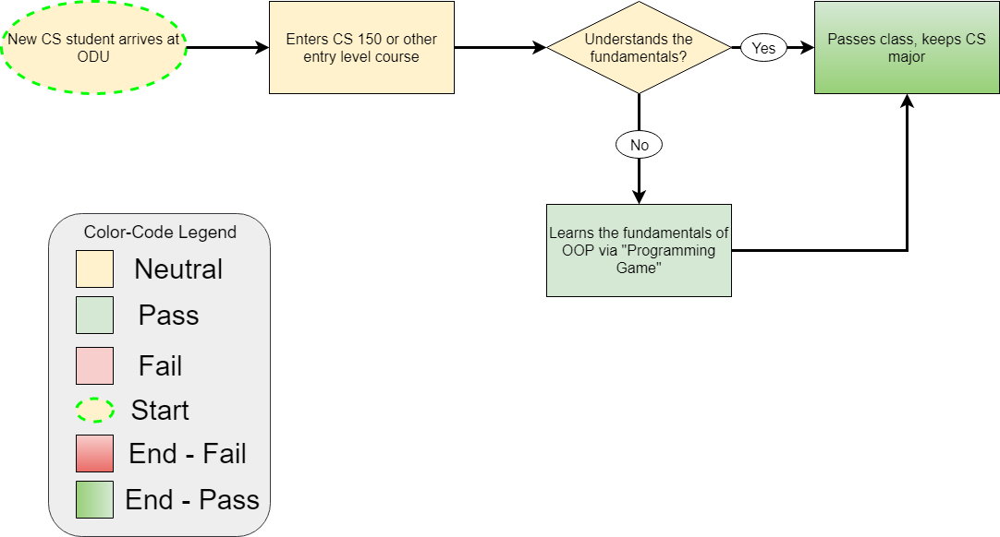 New CS student arrives at
ODU
Enters CS 150 or other
entry level course
Understands the
fundamentals?
Yes
Passes class, keeps CS
major
No
Learns the fundamentals of
OOP via "Programming
Game"
Color-Code Legend
Neutral
Pass
Fail
Start
End - Fail
End - Pass